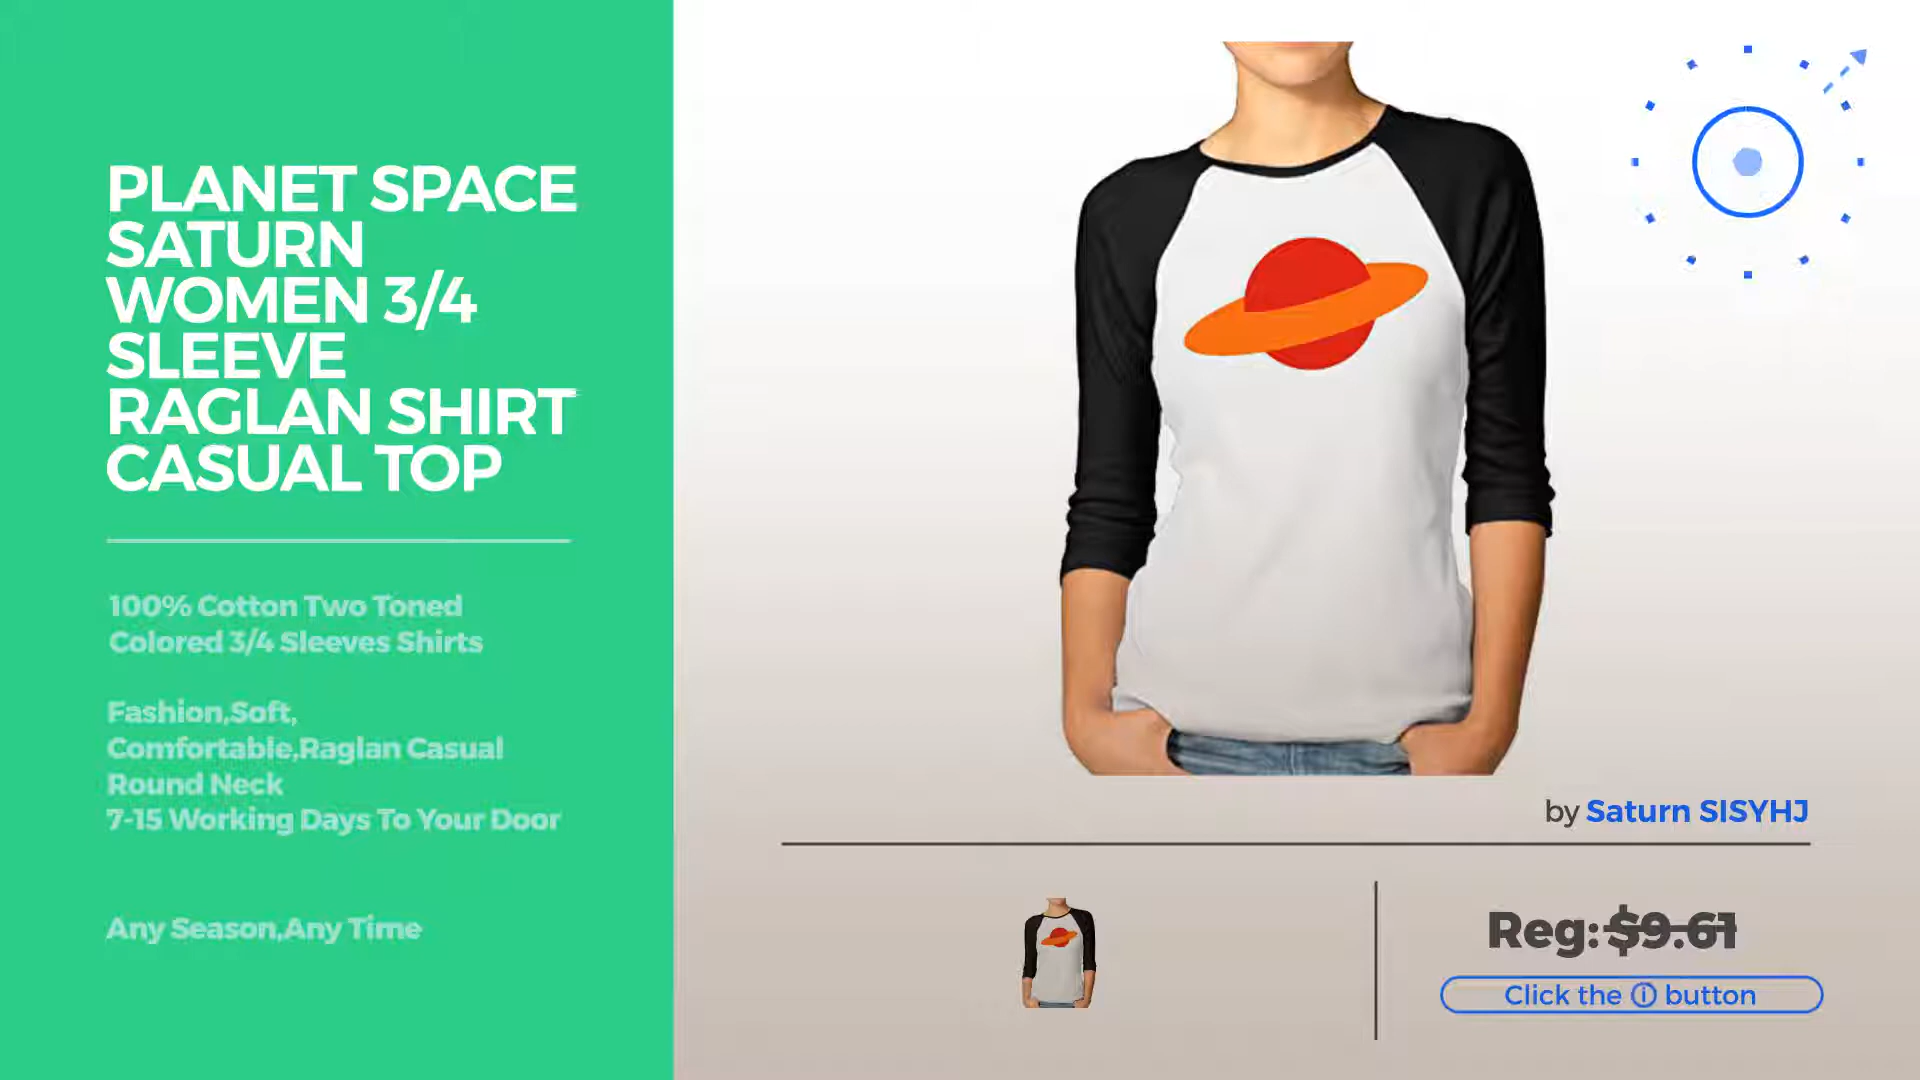 PLANET SPACE
SATURN
WOMEN 3/4
SLEEVE
RAGLAN SHIRT
CASUAL TOP
100% Cotton Two Toned
Colored 3/4 Sleeves Shirts
Fashion,Soft,
Comfortable,Raglan Casual
Round Neck
7-15 Working Days To Your Door
Any Season,Any Time
by Saturn SISYHJ
Reg: $9.61
Click the ⓘ button